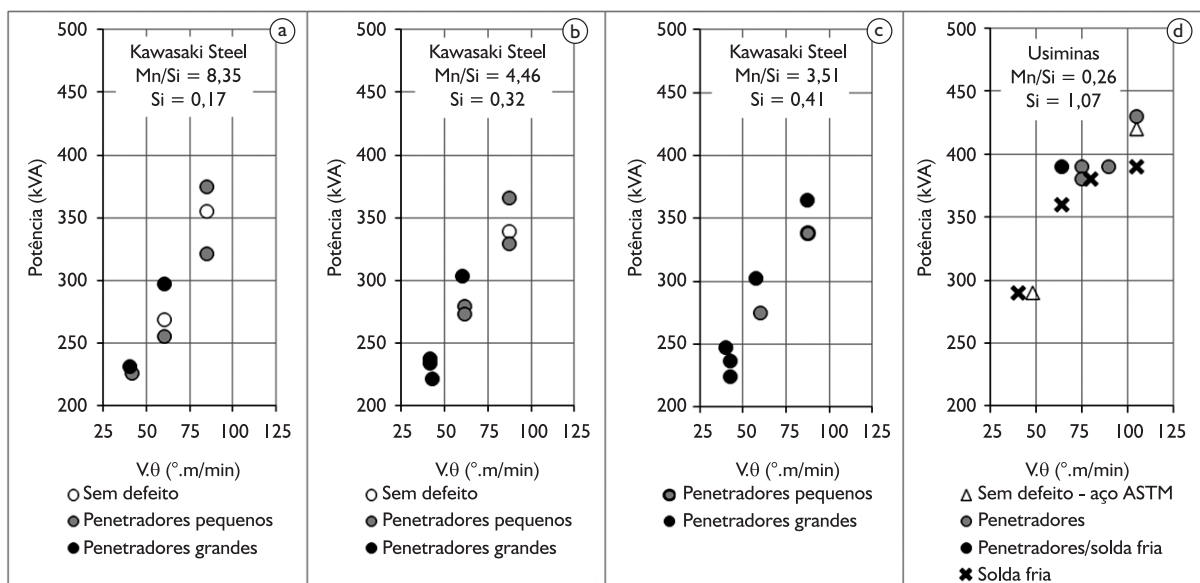 a
Kawasaki Steel
Mn/Si = 8,35
Si = 0,17
Potência (kVA)
500
450
400
350
300
250
200
25 50 75 100 125
V.θ (°.m/min)
Sem defeito
Penetradores pequenos
Penetradores grandes
b
Kawasaki Steel
Mn/Si = 4,46
Si = 0,32
Potência (kVA)
500
450
400
350
300
250
200
25 50 75 100 125
V.θ (°.m/min)
Sem defeito
Penetradores pequenos
Penetradores grandes
c
Kawasaki Steel
Mn/Si = 3,51
Si = 0,41
Potência (kVA)
500
450
400
350
300
250
200
25 50 75 100 125
V.θ (°.m/min)
Penetradores pequenos
Penetradores grandes
d
Usiminas
Mn/Si = 0,26
Si = 1,07
Potência (kVA)
500
450
400
350
300
250
200
25 50 75 100 125
V.θ (°.m/min)
Sem defeito - aço ASTM
Penetradores
Penetradores/solda fria
Solda fria